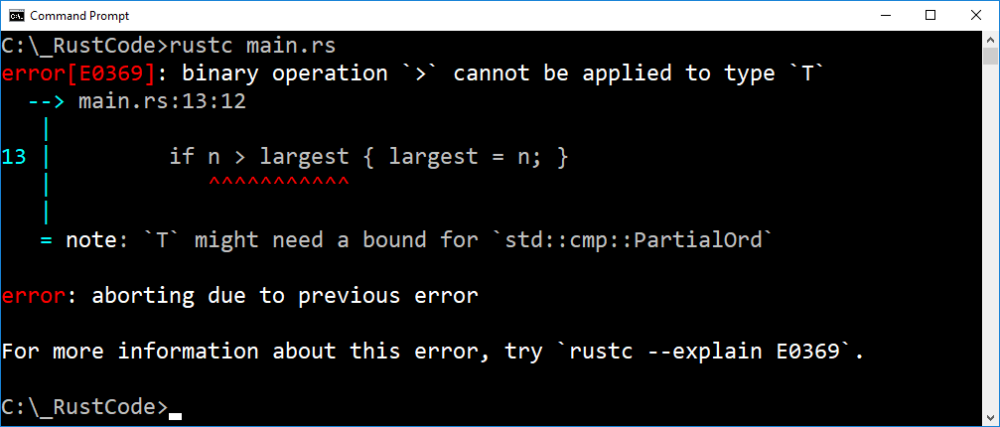 Command Prompt
C:\_RustCode>rustc main.rs
error[E0369]: binary operation `>` cannot be applied to type `T`
  --> main.rs:13:12
   |
13 |         if n > largest { largest = n; }
   |            ^^^^^^^^^^^
   |
   = note: `T` might need a bound for `std::cmp::PartialOrd`
error: aborting due to previous error
For more information about this error, try `rustc --explain E0369`.
C:\_RustCode>